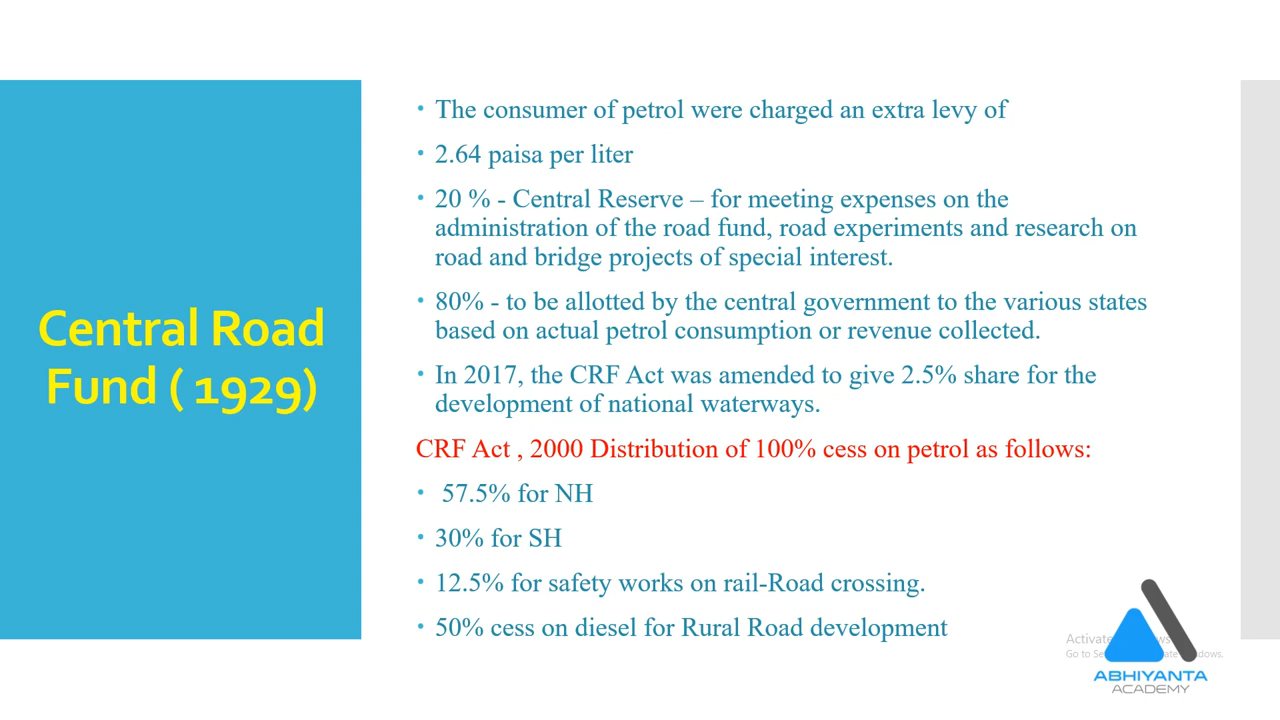 Central Road
Fund ( 1929)
• The consumer of petrol were charged an extra levy of
• 2.64 paisa per liter
• 20 % - Central Reserve – for meeting expenses on the
administration of the road fund, road experiments and research on
road and bridge projects of special interest.
• 80% - to be allotted by the central government to the various states
based on actual petrol consumption or revenue collected.
• In 2017, the CRF Act was amended to give 2.5% share for the
development of national waterways.
CRF Act , 2000 Distribution of 100% cess on petrol as follows:
• 57.5% for NH
• 30% for SH
• 12.5% for safety works on rail-Road crossing.
• 50% cess on diesel for Rural Road development
ABHIYANTA
ACADEMY